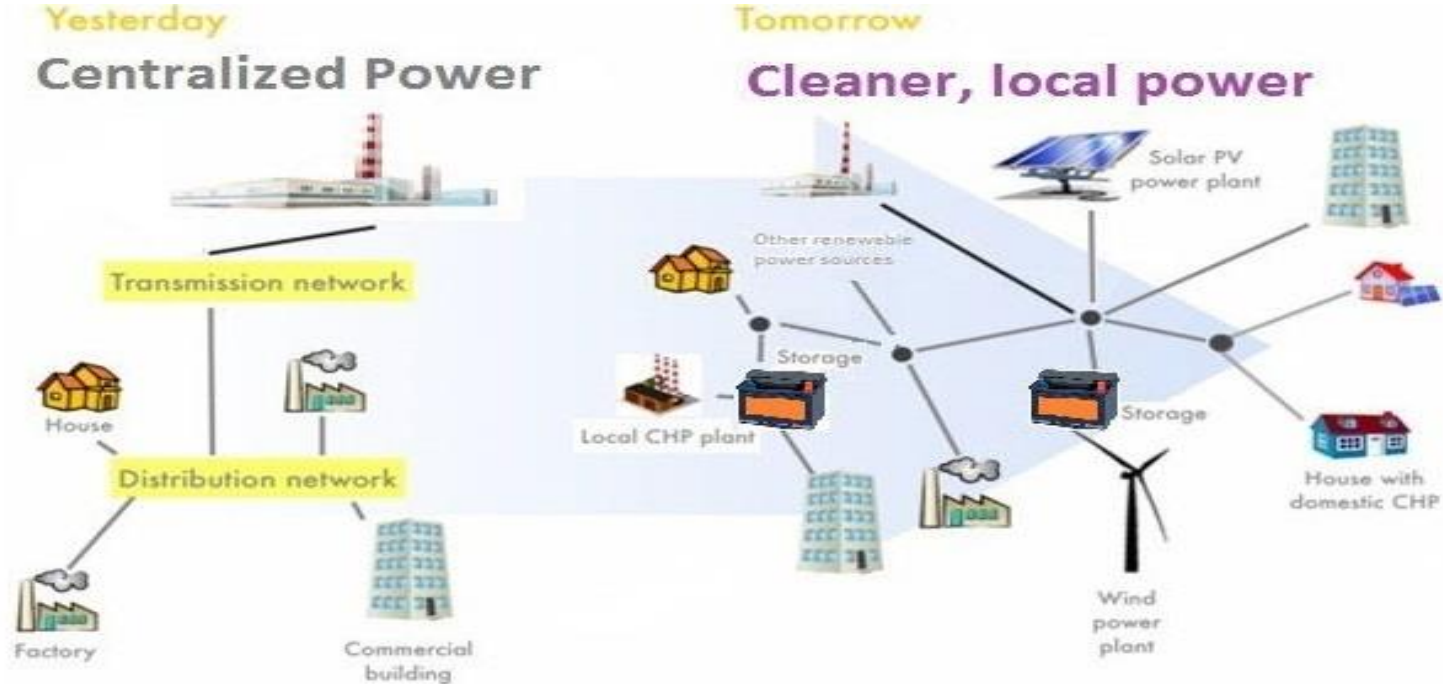 Yesterday
Centralized Power
Transmission network
House
Distribution network
Factory
Commercial
building
Tomorrow
Cleaner, local power
Solar PV
power plant
Other renewable
power sources
Storage
Local CHP plant
Storage
House with
domestic CHP
Wind
power
plant